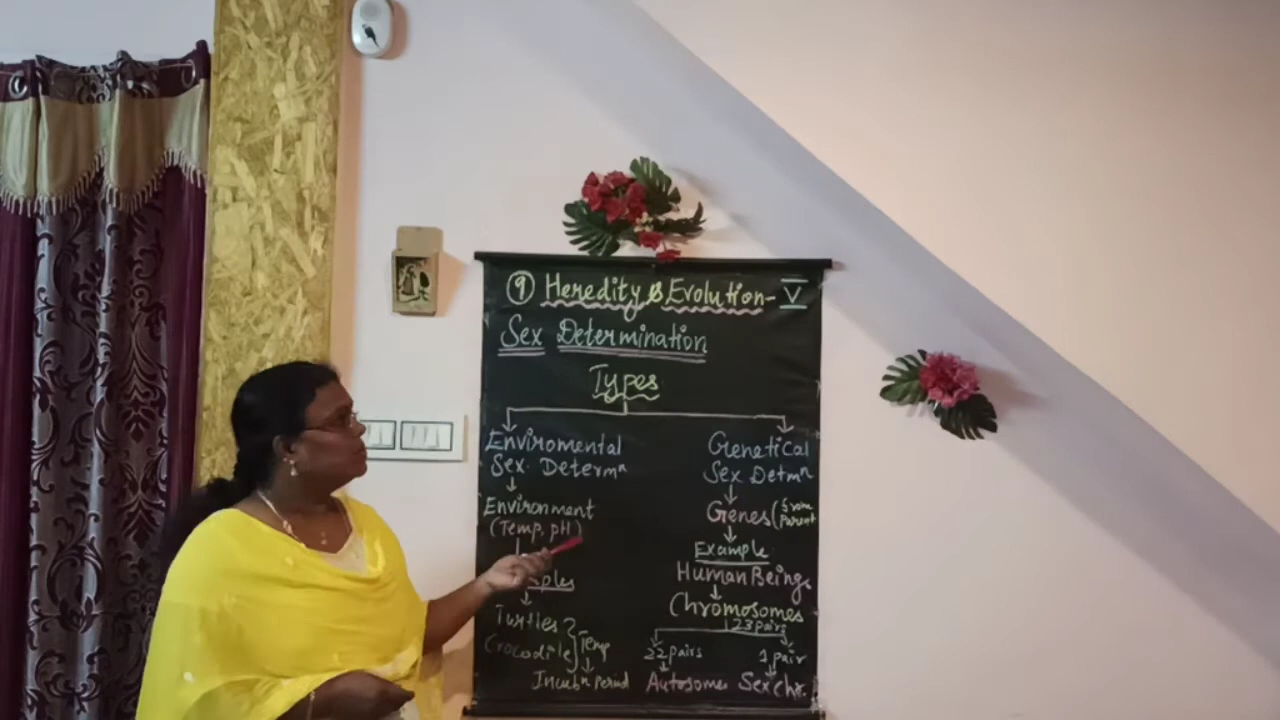 9 Heredity & Evolution - V
Sex Determination
Types
Enviromental
Sex Determⁿ
Environment
(Temp, pH)
Turtles
Crocodile
Temp
Incubⁿ Period
Genetical
Sex Detmⁿ
Genes (from
Parent
Example
Human Beings
Chromosomes
23 pairs
22 pairs
1 pair
Autosomes
Sex Chr.